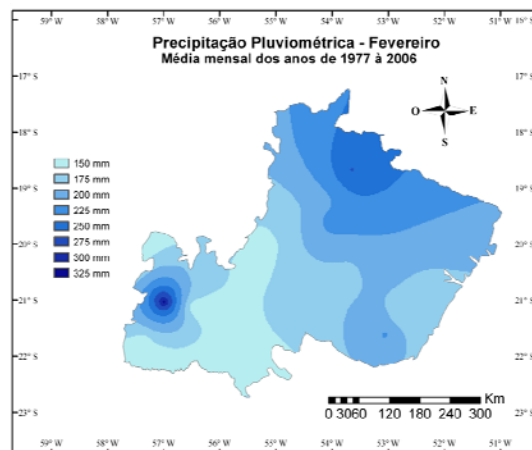 59° W 58° W 57° W 56° W 55° W 54° W 53° W 52° W 51° W 16° S
Precipitação Pluviométrica - Fevereiro
Média mensal dos anos de 1977 à 2006
17° S 17° S
N
O E
S
18° S 18° S
150 mm
175 mm
200 mm
225 mm
250 mm
275 mm
300 mm
325 mm
19° S 19° S
20° S 20° S
21° S 21° S
22° S 22° S
Km
0 3060 120 180 240 300
23° S 23° S
59° W 58° W 57° W 56° W 55° W 54° W 53° W 52° W 51° W